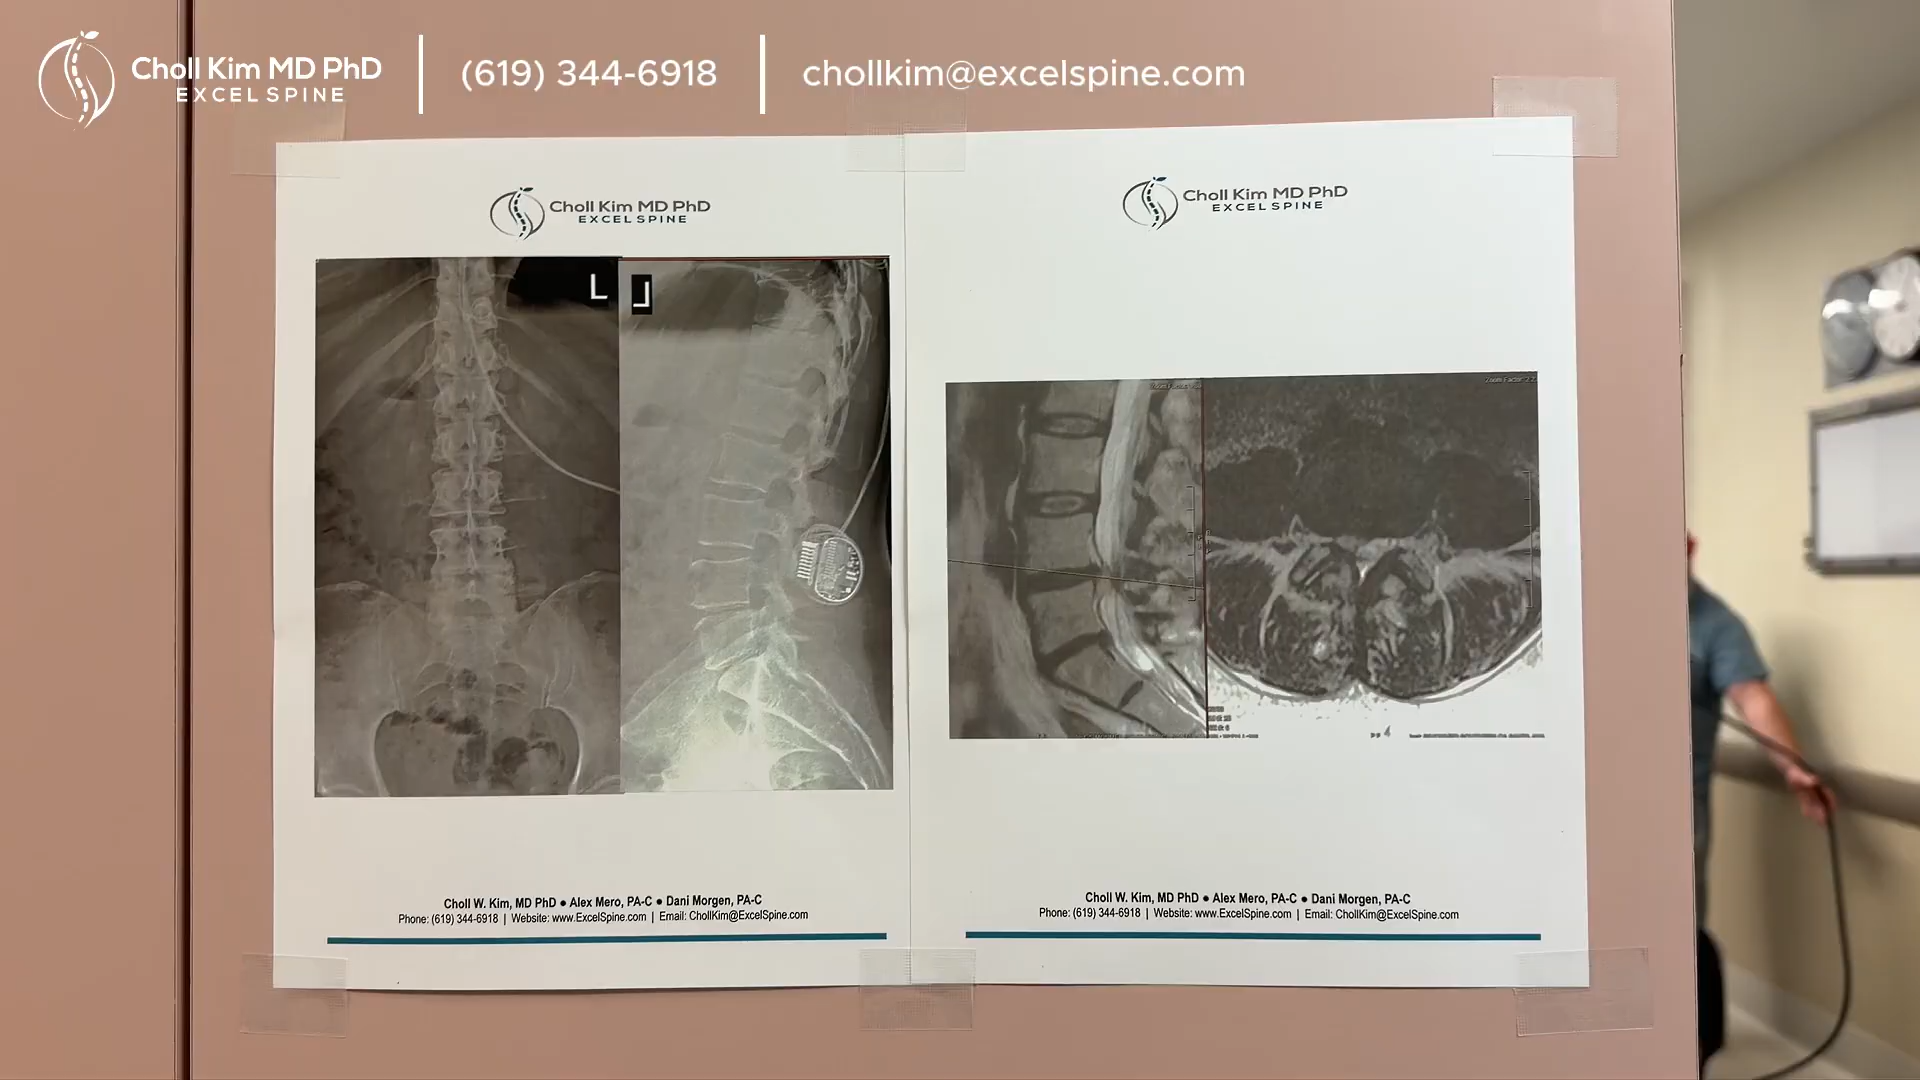 Choll Kim MD PhD
EXCEL SPINE
(619) 344-6918
chollkim@excelspine.com
Choll Kim MD PhD
EXCEL SPINE
L
L
Choll W. Kim, MD PhD ● Alex Mero, PA-C ● Dani Morgen, PA-C
Phone: (619) 344-6918 | Website: www.ExcelSpine.com | Email: ChollKim@ExcelSpine.com
Choll Kim MD PhD
EXCEL SPINE
Choll W. Kim, MD PhD ● Alex Mero, PA-C ● Dani Morgen, PA-C
Phone: (619) 344-6918 | Website: www.ExcelSpine.com | Email: ChollKim@ExcelSpine.com